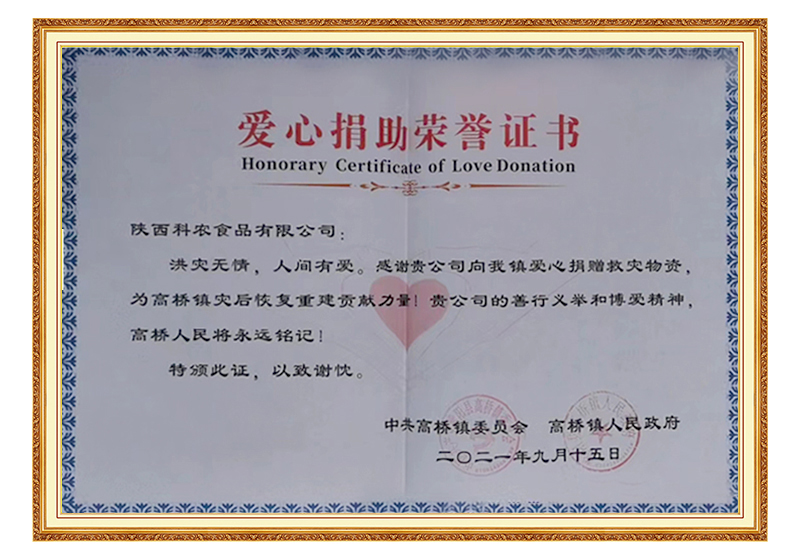 爱心捐助荣誉证书
Honorary Certificate of Love Donation
陕西科农食品有限公司:
洪灾无情,人间有爱。感谢贵公司向我镇爱心捐赠救灾物资,
为高桥镇灾后恢复重建贡献力量!贵公司的善行义举和博爱精神,
高桥人民将永远铭记!
特颁此证,以致谢忱。
中共高桥镇委员会 高桥镇人民政府
二〇二一年九月十五日